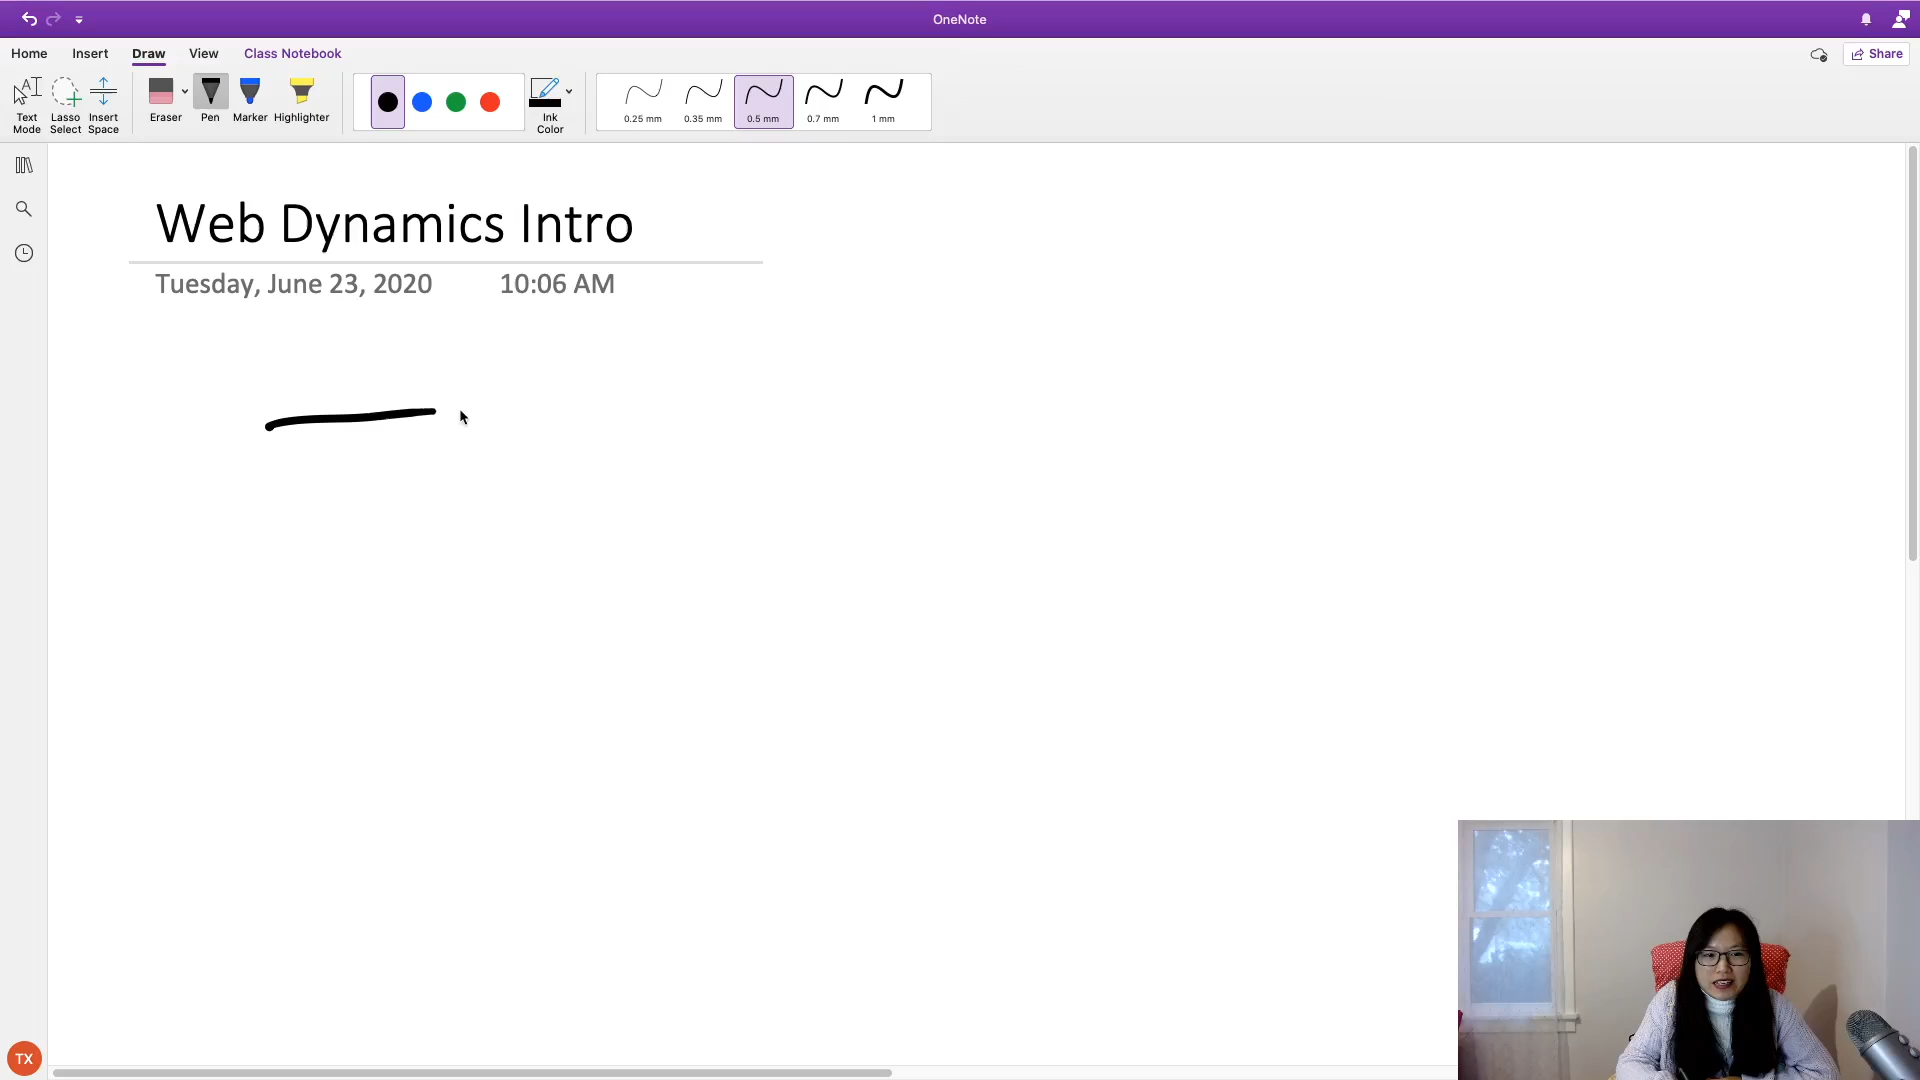 OneNote
Home Insert Draw View Class Notebook
Share
Text Mode
Lasso Select
Insert Space
Eraser
Pen
Marker
Highlighter
Ink Color
0.25 mm
0.35 mm
0.5 mm
0.7 mm
1 mm
Web Dynamics Intro
Tuesday, June 23, 2020 10:06 AM
TX